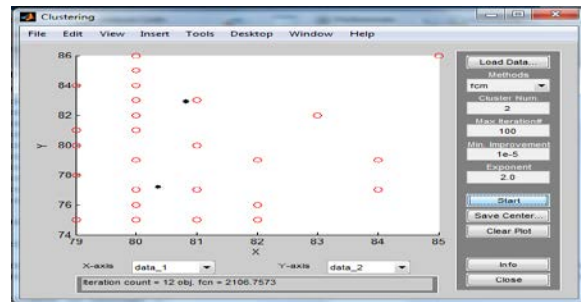 Clustering
File Edit View Insert Tools Desktop Window Help
86
84
82
80
78
76
74
Y
79 80 81 82 83 84 85
X
X-axis data_1 Y-axis data_2
Iteration count = 12 obj. fcn = 2106.7573
Load Data...
Methods
fcm
Cluster Num.
2
Max Iteration#
100
Min. Improvement
1e-5
Exponent
2.0
Start
Save Center...
Clear Plot
Info
Close